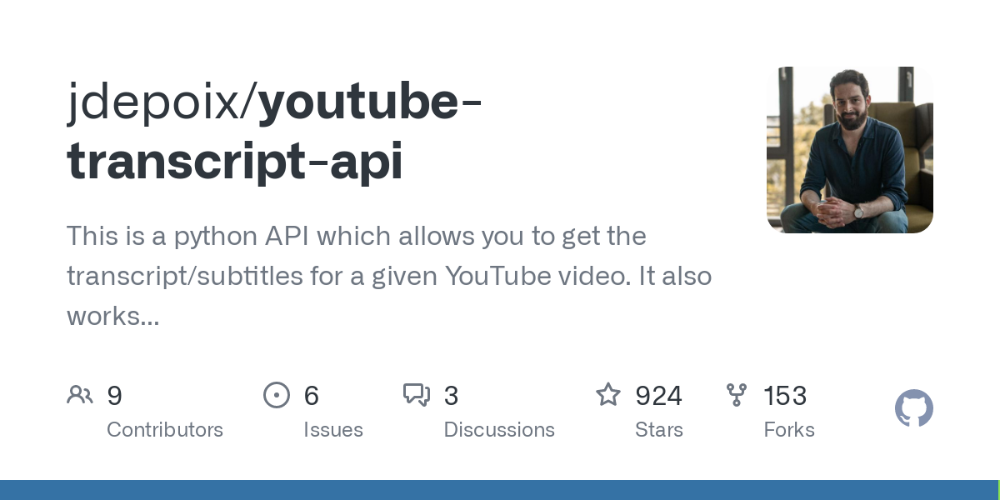 jdepoix/youtube-
transcript-api
This is a python API which allows you to get the
transcript/subtitles for a given YouTube video. It also
works...
9 6 3 924 153
Contributors Issues Discussions Stars Forks